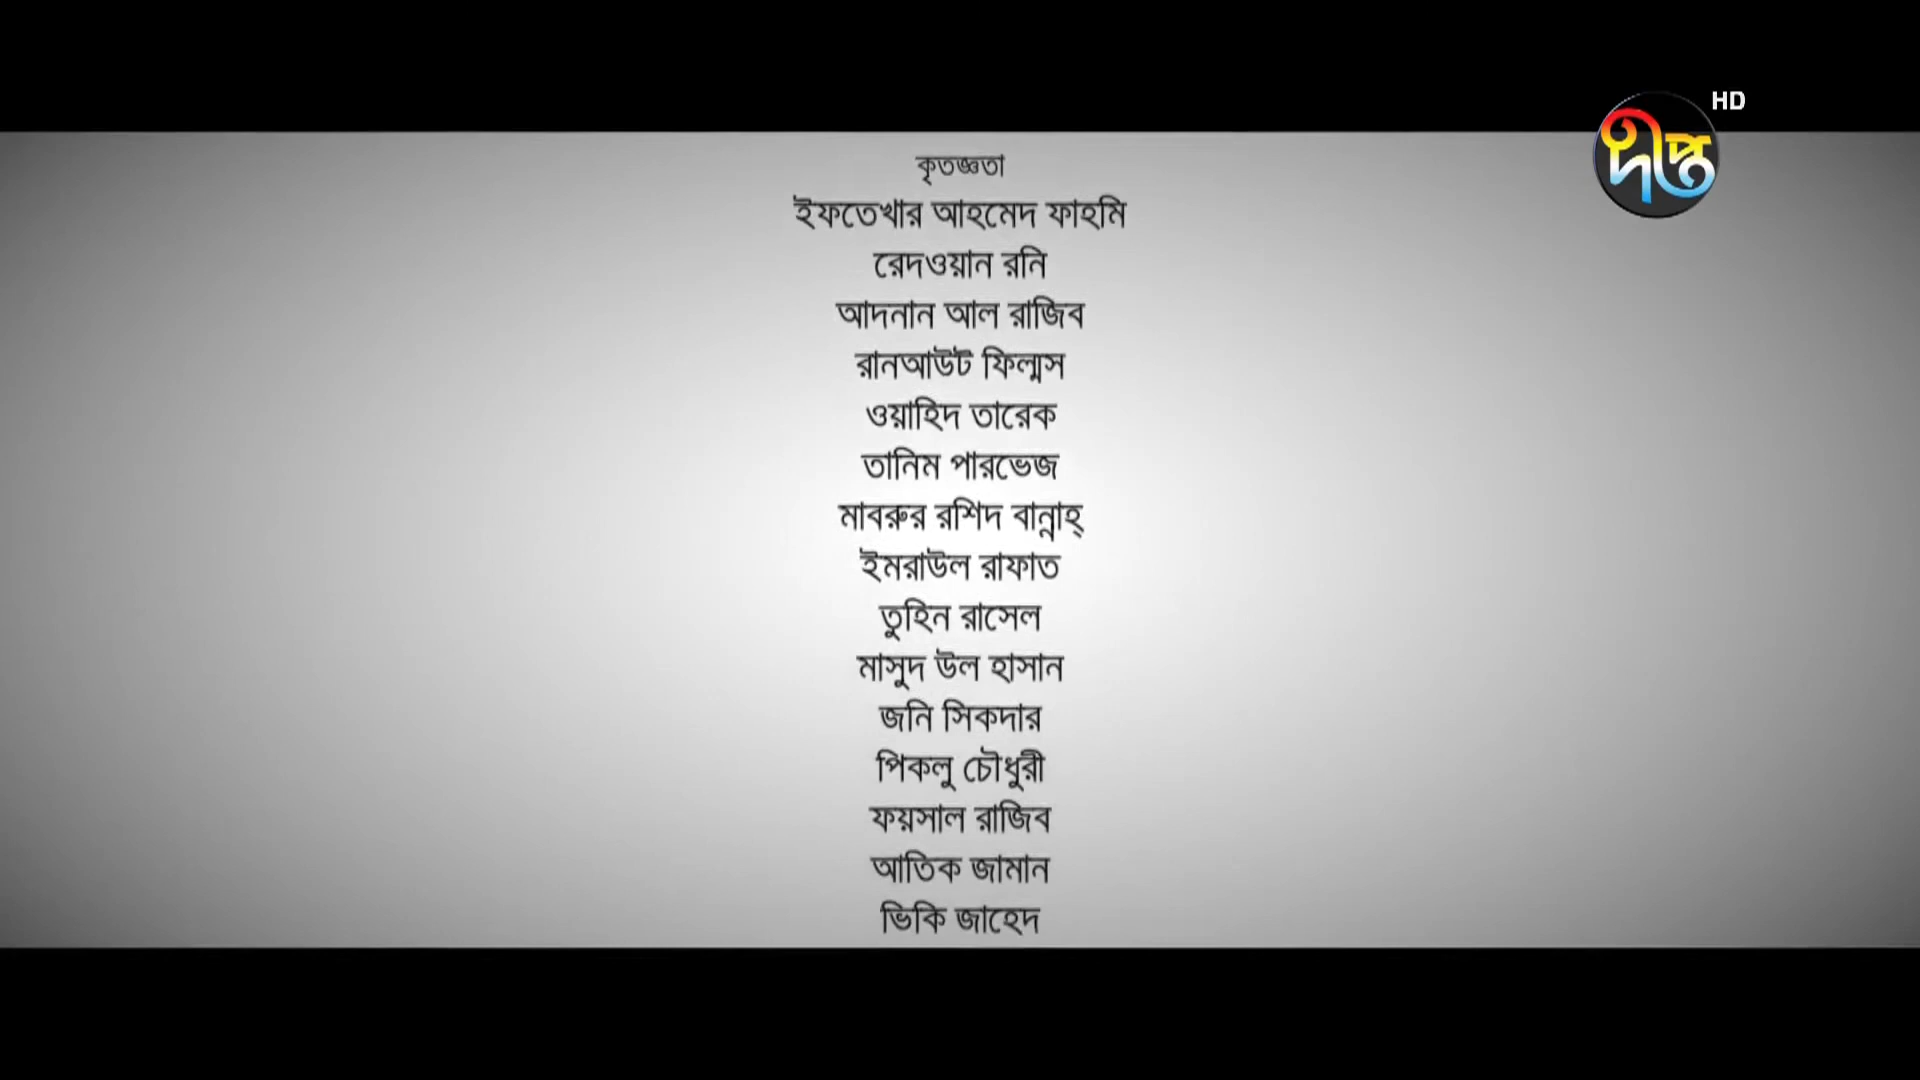 HD
দীপ্ত
কৃতজ্ঞতা
ইফতেখার আহমেদ ফাহমি
রেদওয়ান রনি
আদনান আল রাজিব
রানআউট ফিল্মস
ওয়াহিদ তারেক
তানিম পারভেজ
মাবরুর রশিদ বান্নাহ্
ইমরাউল রাফাত
তুহিন রাসেল
মাসুদ উল হাসান
জনি সিকদার
পিকলু চৌধুরী
ফয়সাল রাজিব
আতিক জামান
ভিকি জাহেদ